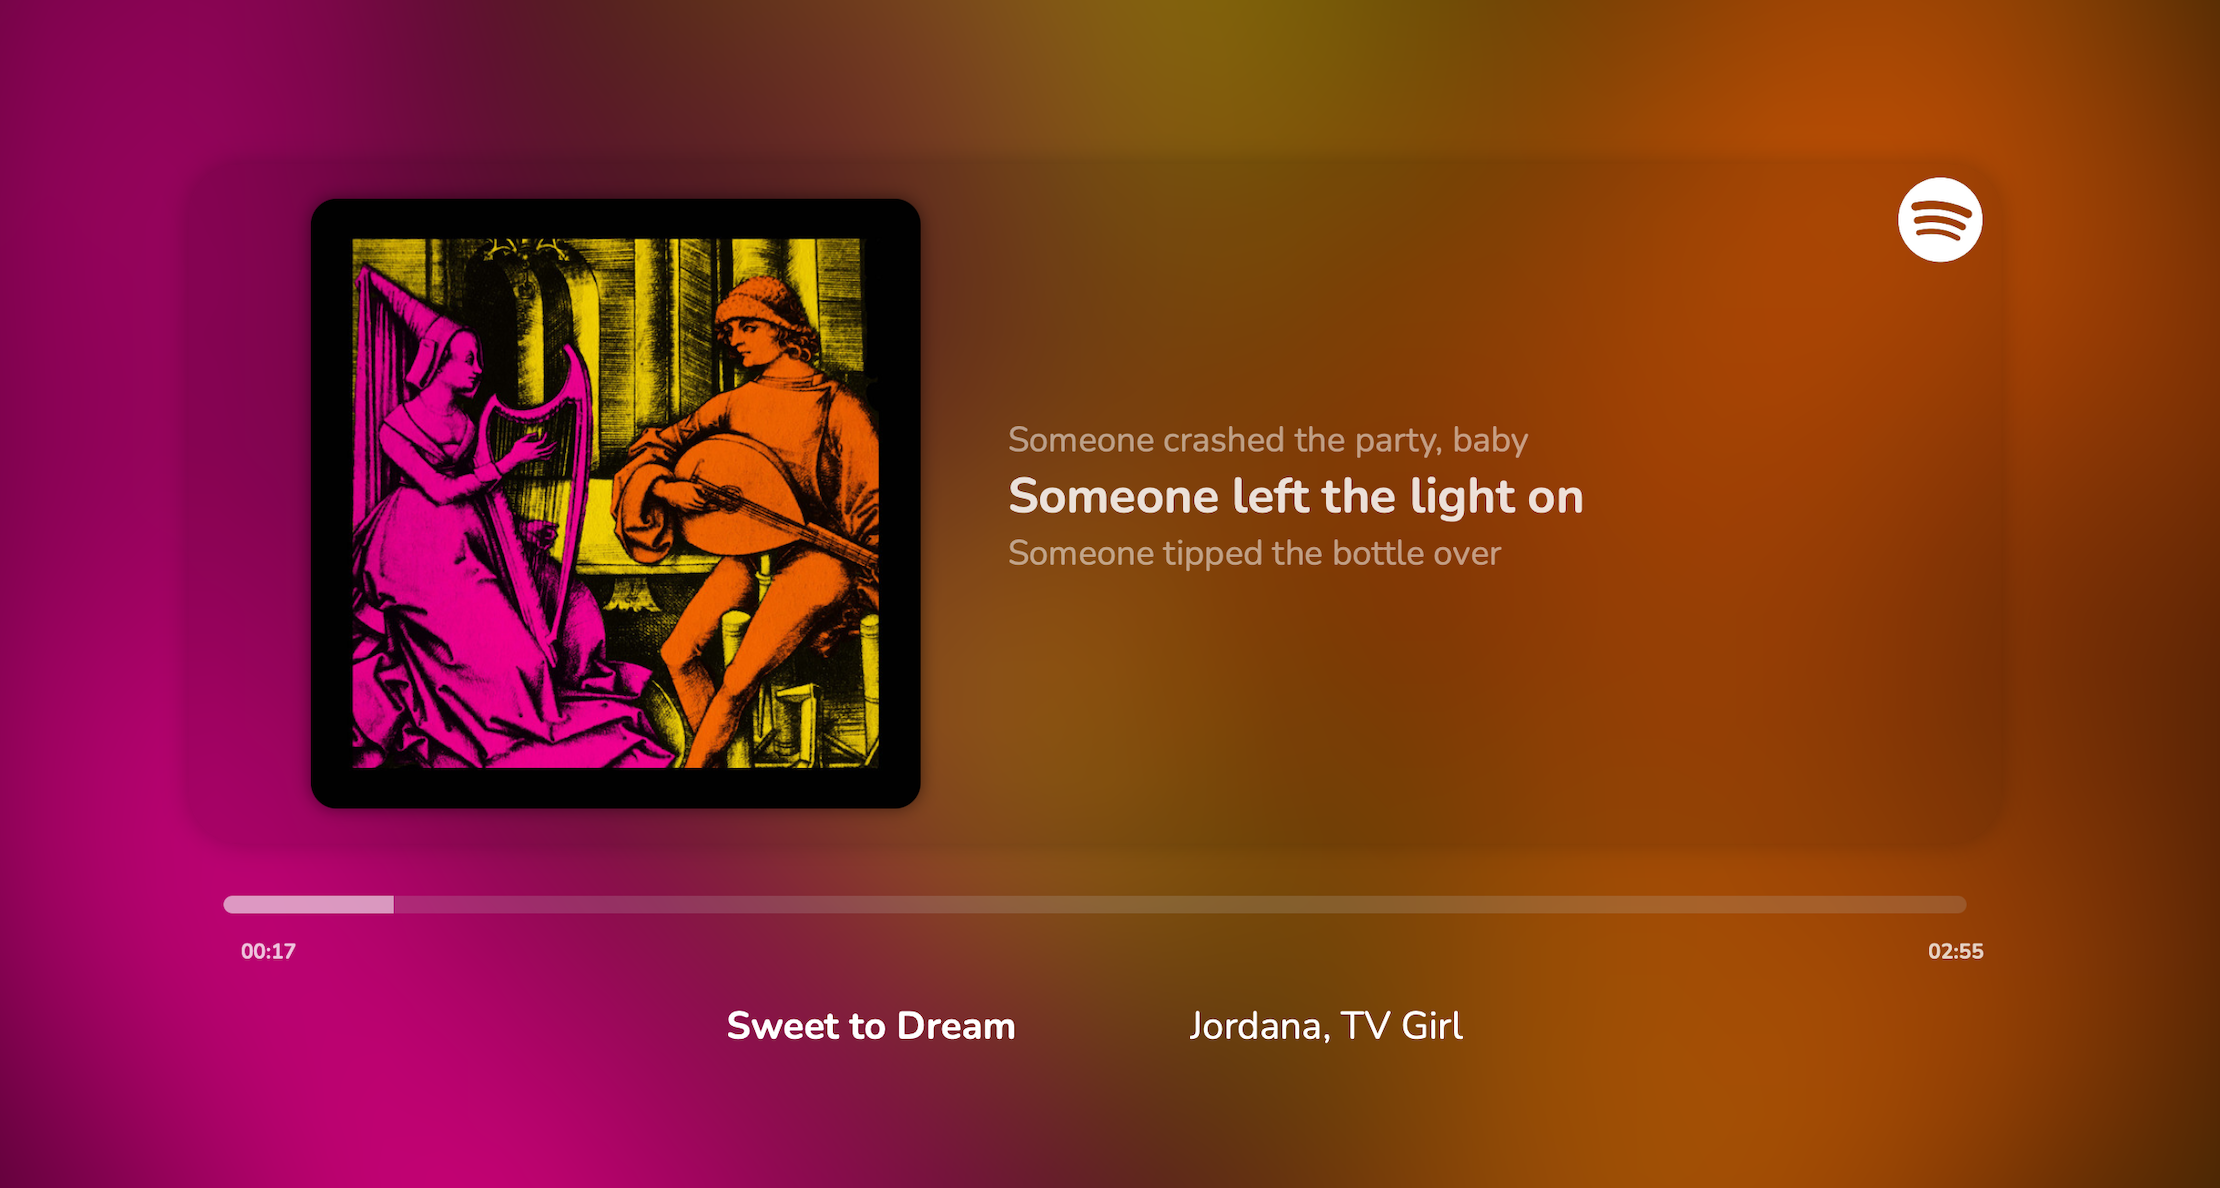 Someone crashed the party, baby
Someone left the light on
Someone tipped the bottle over
00:17
02:55
Sweet to Dream
Jordana, TV Girl